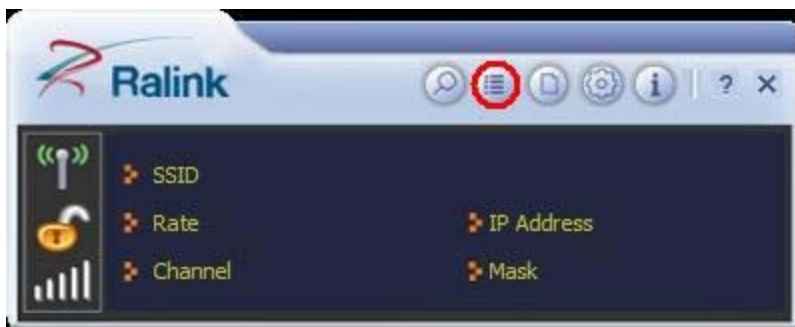 Ralink
i ? ×
SSID
Rate
IP Address
Channel
Mask